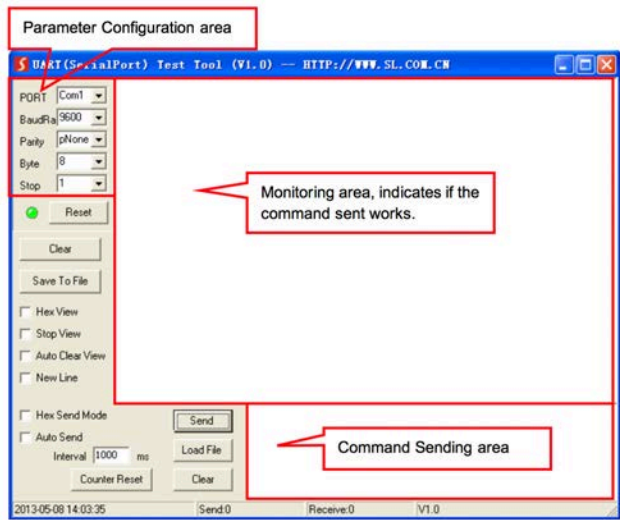 Parameter Configuration area
UART(SerialPort) Test Tool (V1.0) -- HTTP://WWW.SL.COM.CN
PORT Com1
BaudRa 9600
Parity pNone
Byte 8
Stop 1
Monitoring area, indicates if the
command sent works.
Reset
Clear
Save To File
Hex View
Stop View
Auto Clear View
New Line
Hex Send Mode
Send
Auto Send
Interval 1000 ms
Load File
Command Sending area
Counter Reset
Clear
2013-05-08 14:03:35 Send:0 Receive:0 V1.0